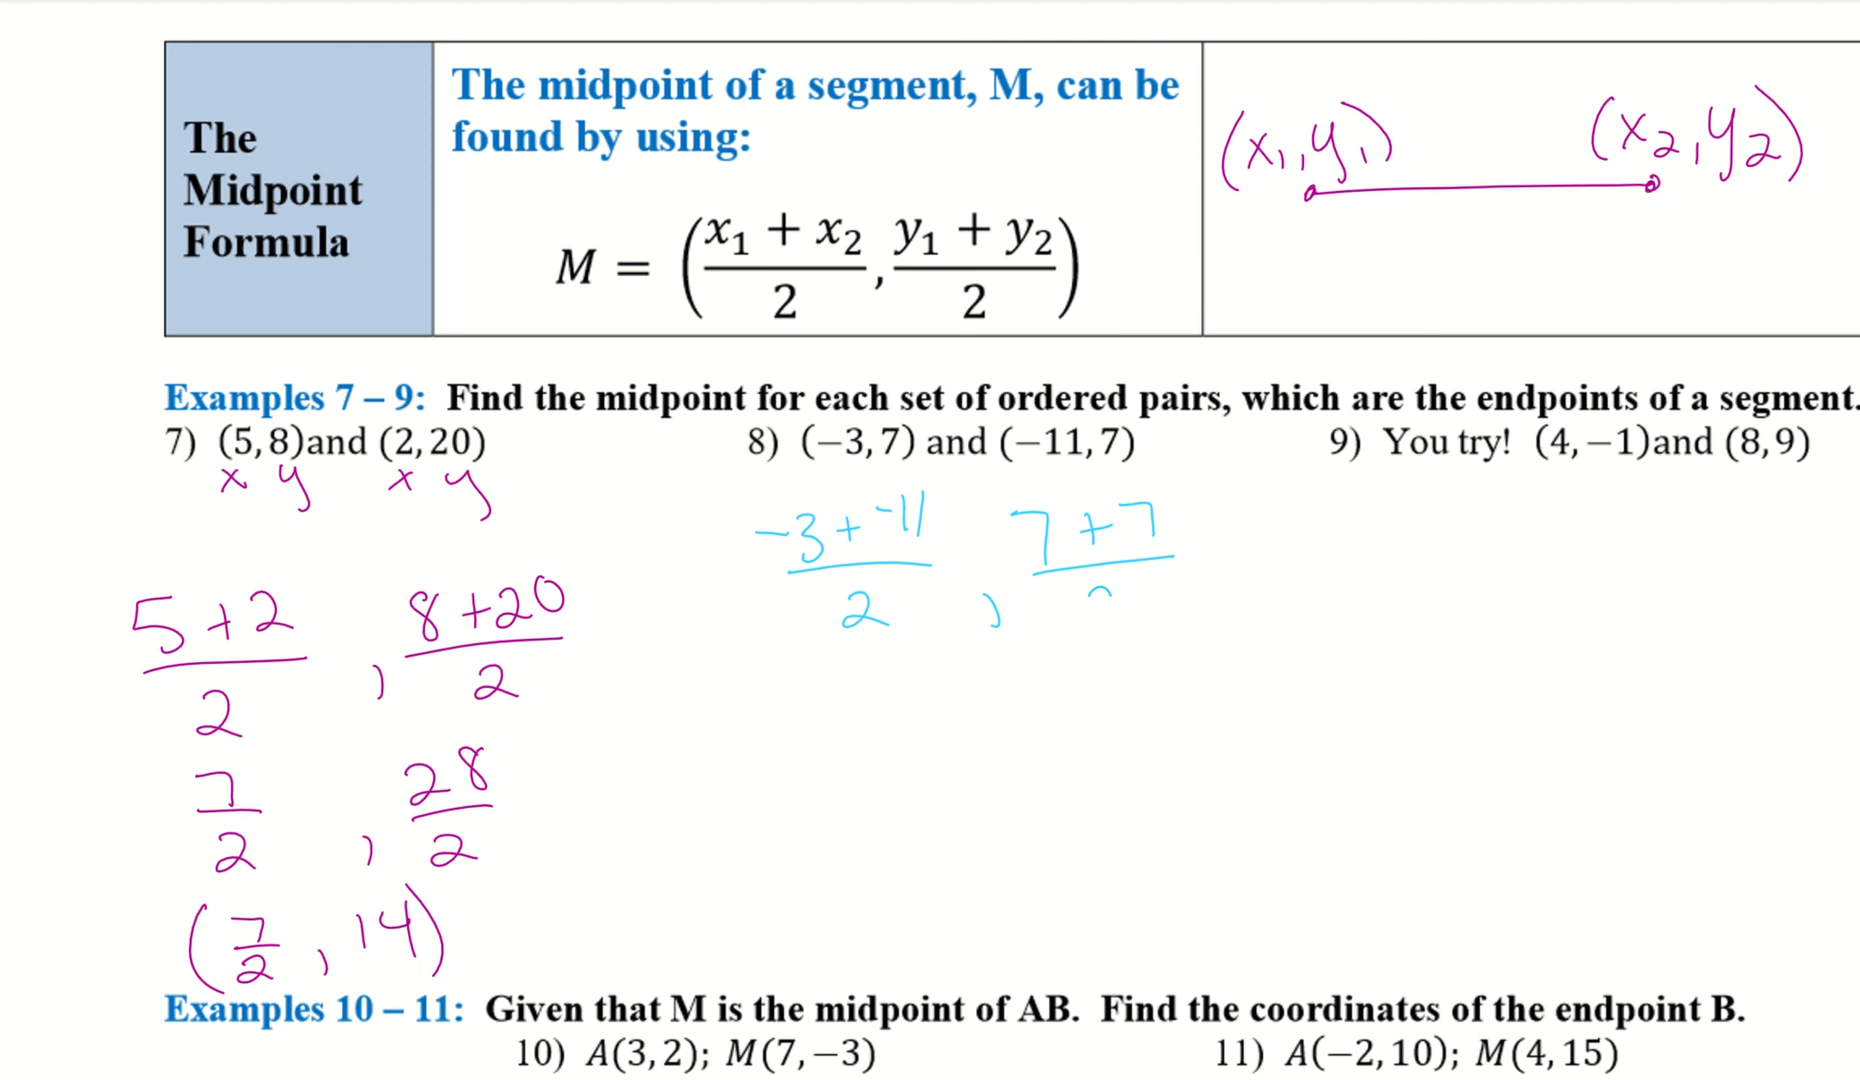 The
Midpoint
Formula
The midpoint of a segment, M, can be
found by using:
M = (x₁ + x₂ / 2, y₁ + y₂ / 2)
(x₁, y₁) (x₂, y₂)
Examples 7 – 9: Find the midpoint for each set of ordered pairs, which are the endpoints of a segment.
7) (5, 8)and (2, 20) 8) (−3, 7) and (−11, 7) 9) You try! (4, −1)and (8, 9)
x y x y
-3 + -11 / 2 , 7 + 7
5 + 2 / 2 , 8 + 20 / 2
7 / 2 , 28 / 2
(7/2, 14)
Examples 10 – 11: Given that M is the midpoint of AB. Find the coordinates of the endpoint B.
10) A(3, 2); M(7, −3) 11) A(−2, 10); M(4, 15)